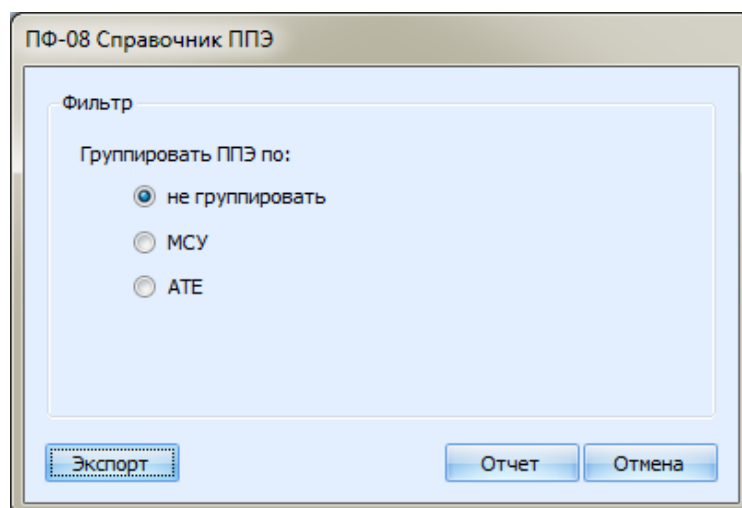 ПФ-08 Справочник ППЭ
Фильтр
Группировать ППЭ по:
не группировать
МСУ
АТЕ
Экспорт Отчет Отмена